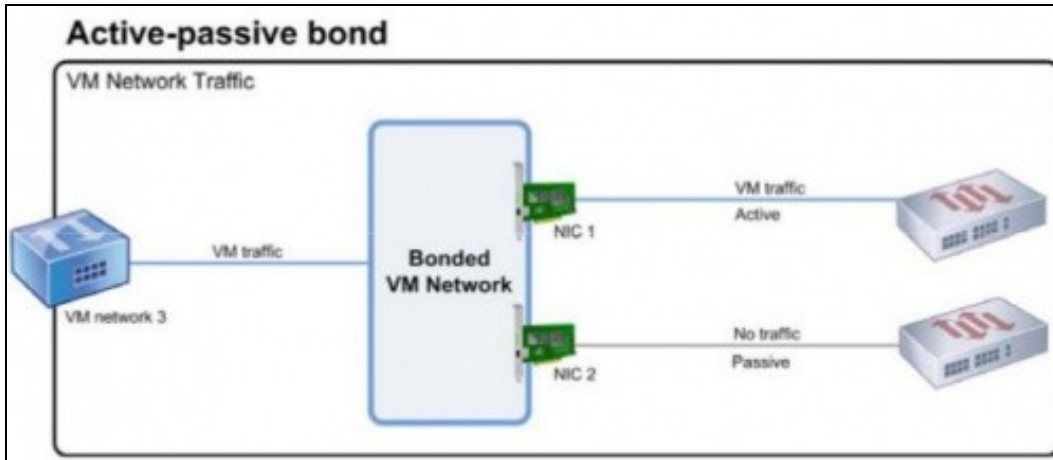 Active-passive bond
VM Network Traffic
VM traffic
Active
NIC 1
VM traffic
Bonded
VM Network
VM network 3
No traffic
Passive
NIC 2